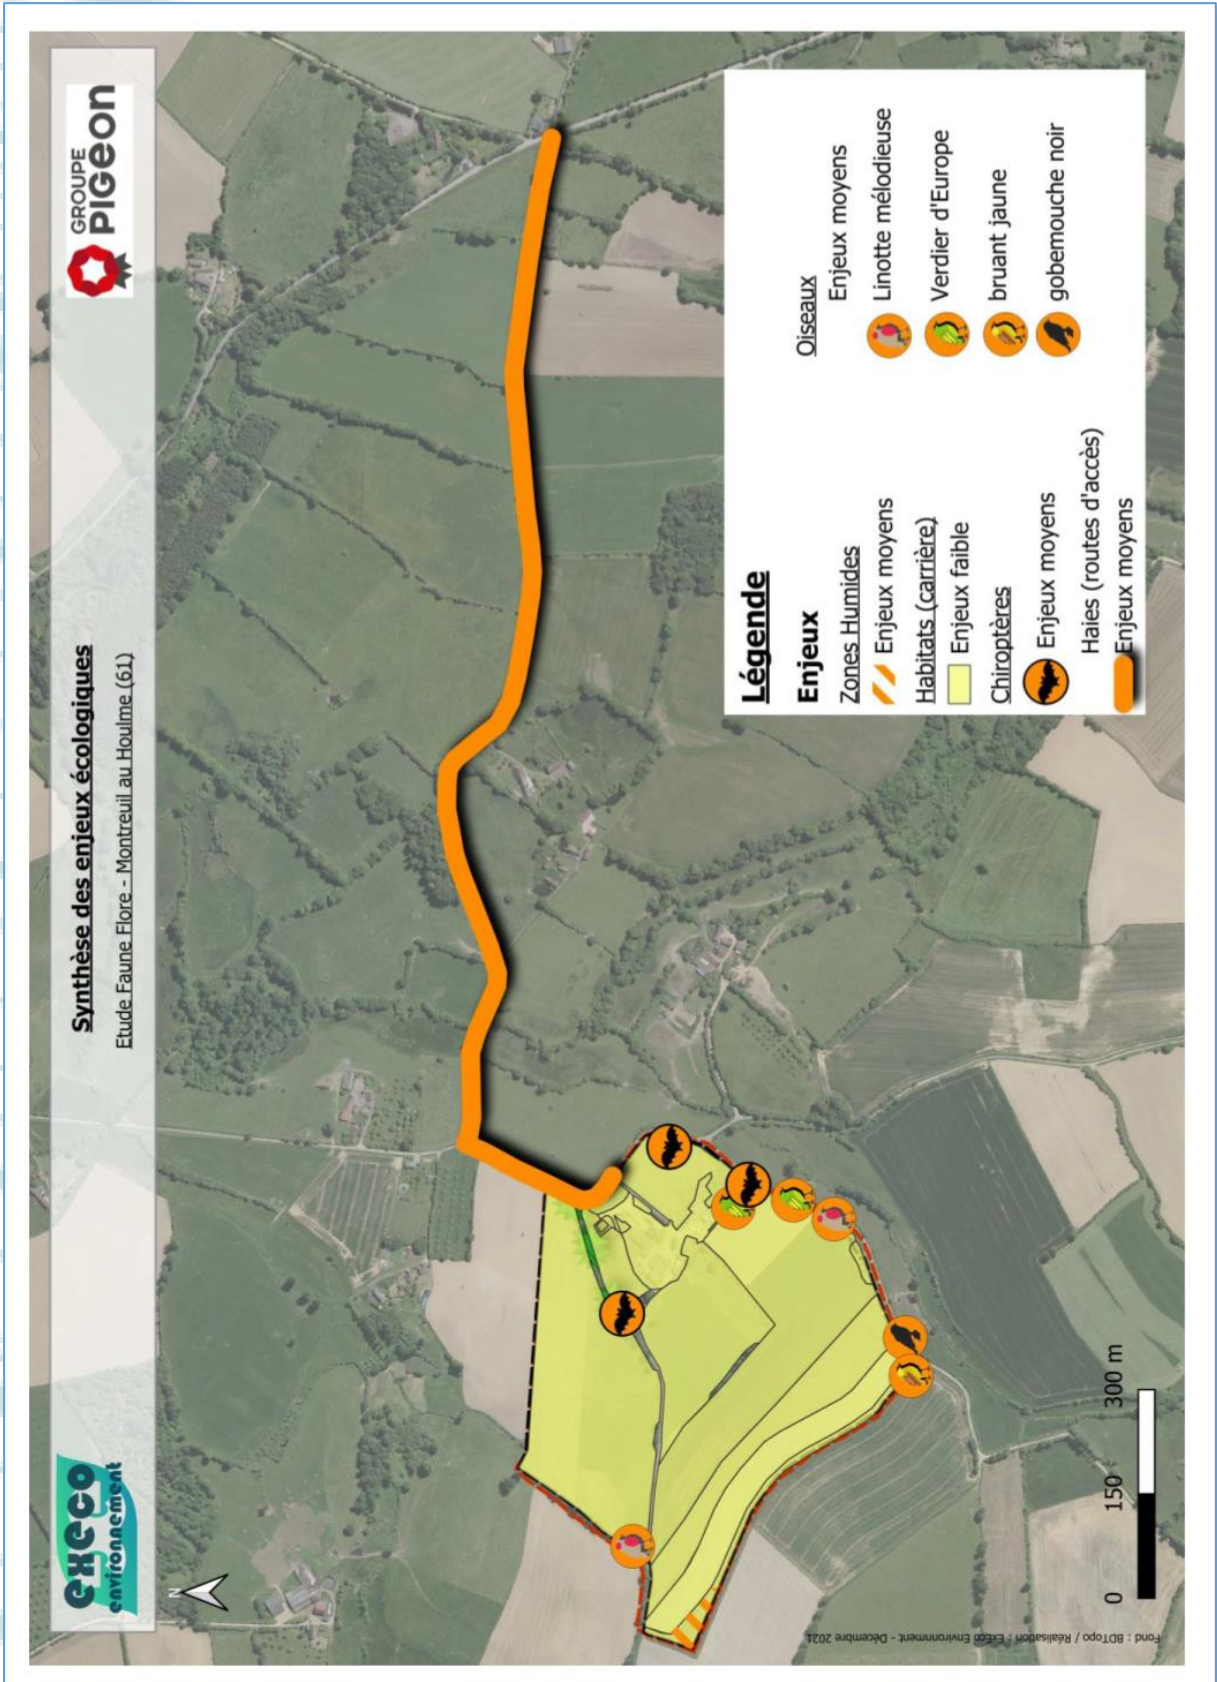 execo
environnement
Synthèse des enjeux écologiques
Etude Faune Flore - Montreuil au Houlme (61)
GROUPE
PIGeon
N
Légende
Enjeux
Zones Humides
Enjeux moyens
Habitats (carrière)
Enjeux faible
Chiroptères
Enjeux moyens
Haies (routes d'accès)
Enjeux moyens
Oiseaux
Enjeux moyens
Linotte mélodieuse
Verdier d'Europe
bruant jaune
gobemouche noir
0 150 300 m
Fond : BDTopo / Réalisation : ExEco Environnment - Décembre 2021